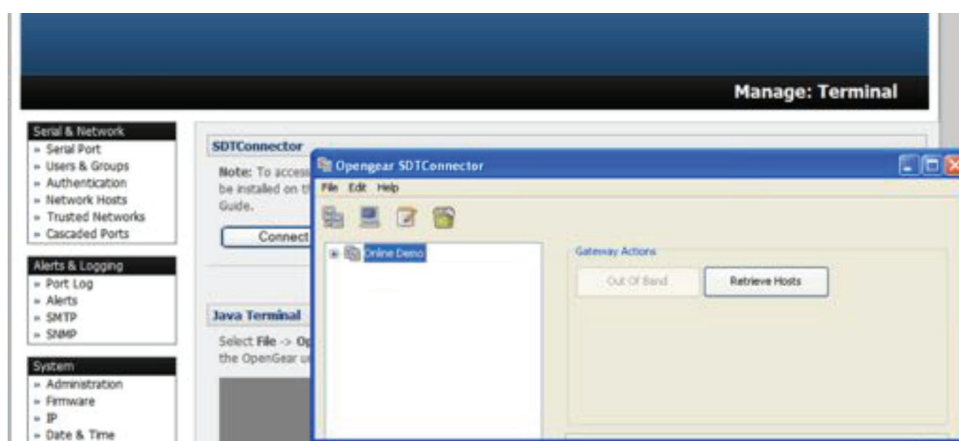 Manage: Terminal
Serial & Network
» Serial Port
» Users & Groups
» Authentication
» Network Hosts
» Trusted Networks
» Cascaded Ports
Alerts & Logging
» Port Log
» Alerts
» SMTP
» SNMP
System
» Administration
» Firmware
» IP
» Date & Time
SDTConnector
Note: To access
be installed on th
Guide.
Connect
Java Terminal
Select File -> Op
the OpenGear un
Opengear SDTConnector
File Edit Help
Online Demo
Gateway Actions
Out Of Band
Retrieve Hosts